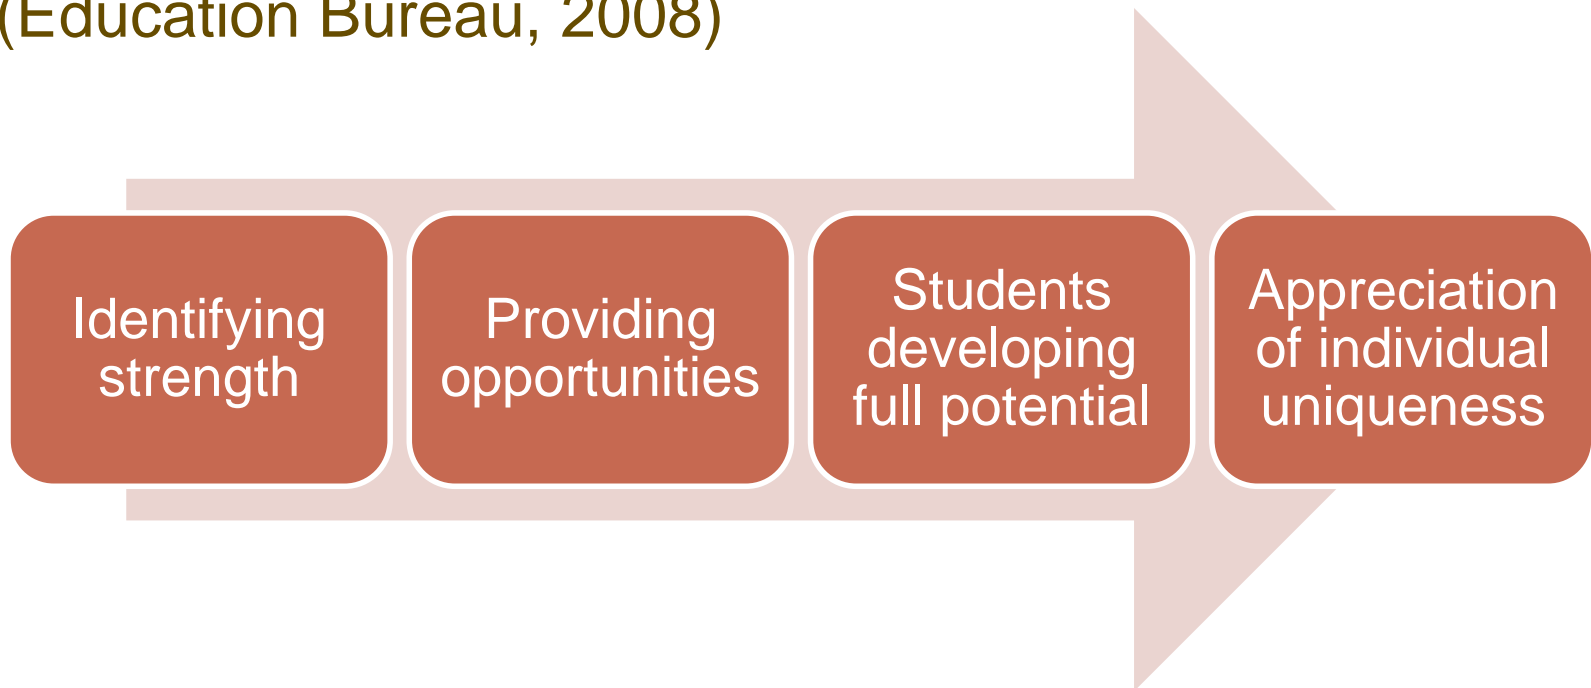 (Education Bureau, 2008)
Identifying
strength
Providing
opportunities
Students
developing
full potential
Appreciation
of individual
uniqueness